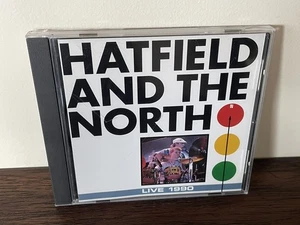 HATFIELD
AND THE
NORTH
LIVE 1990